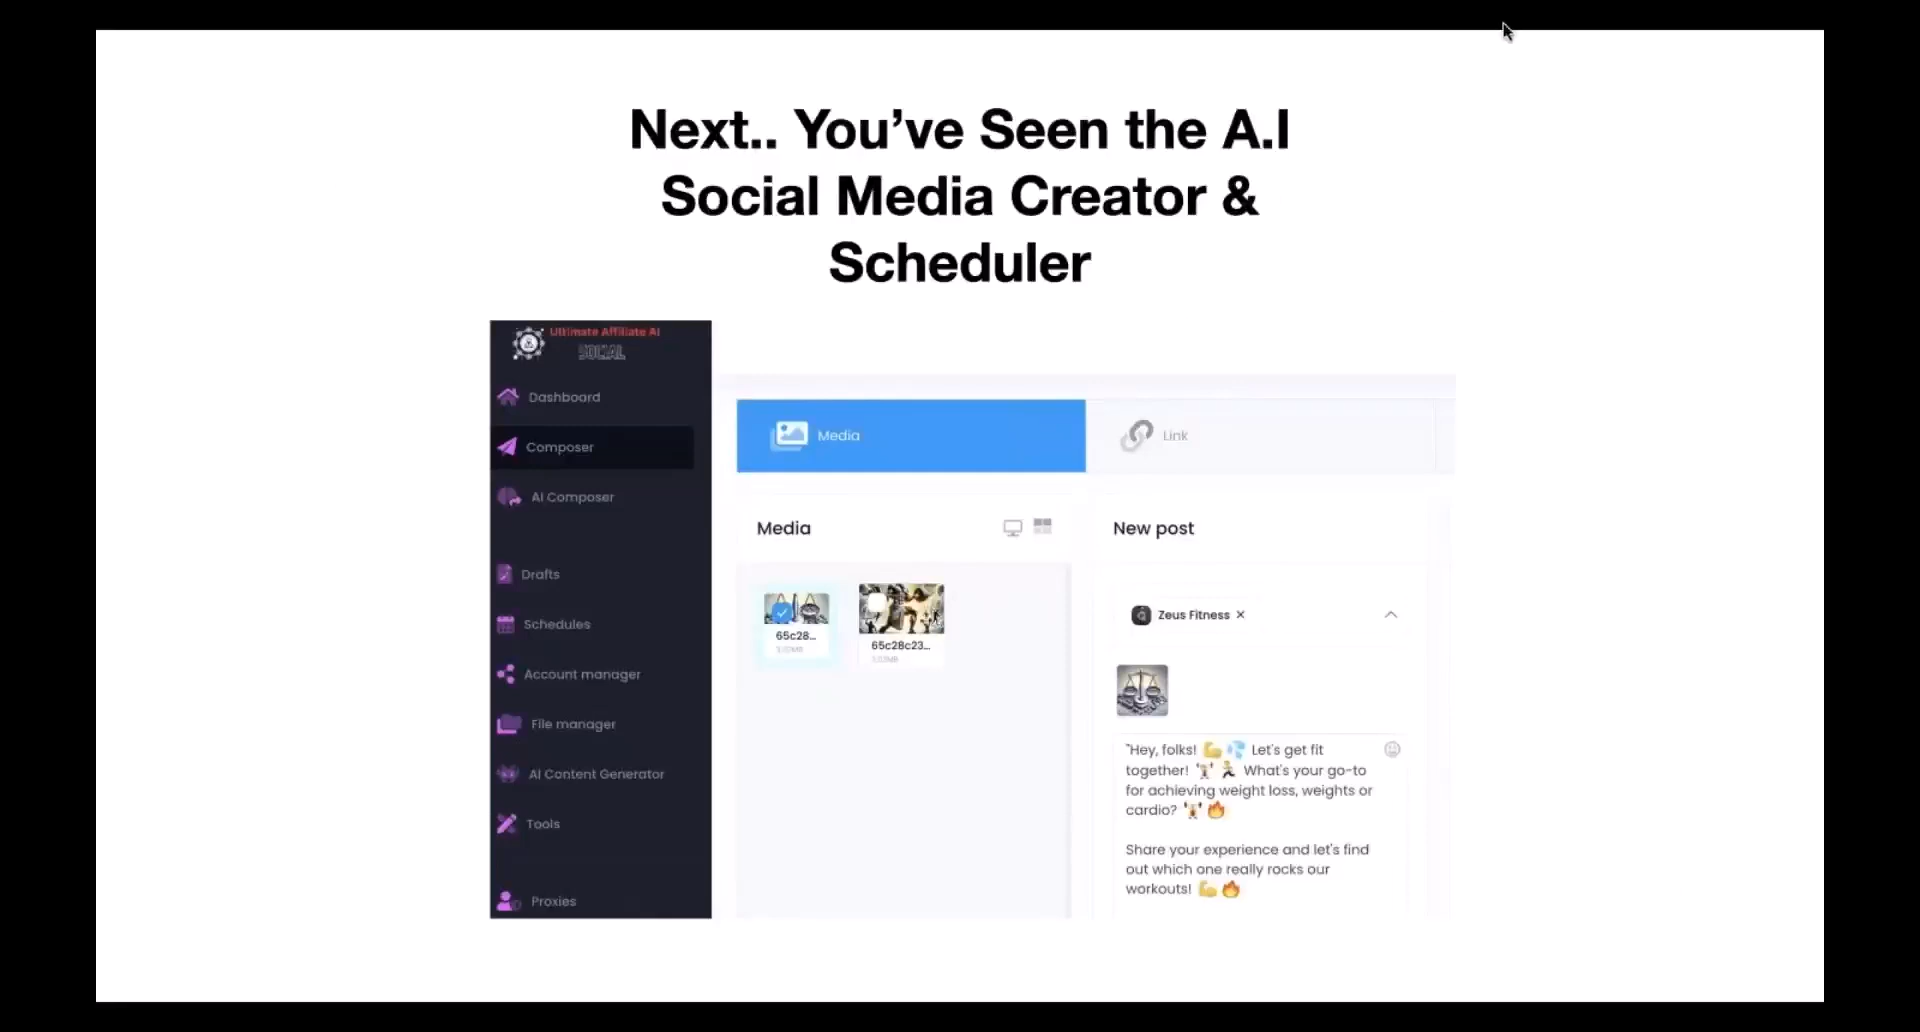 Next.. You’ve Seen the A.I
Social Media Creator &
Scheduler
Ultimate Affiliate AI
SOCIAL
Dashboard
Composer
AI Composer
Drafts
Schedules
Account manager
File manager
AI Content Generator
Tools
Proxies
Media
Link
Media
65c28...
65c28c23...
New post
Zeus Fitness ×
"Hey, folks! 💪💦 Let's get fit
together! 🏋️🏃 What's your go-to
for achieving weight loss, weights or
cardio? 🏋️🔥
Share your experience and let's find
out which one really rocks our
workouts! 💪🔥